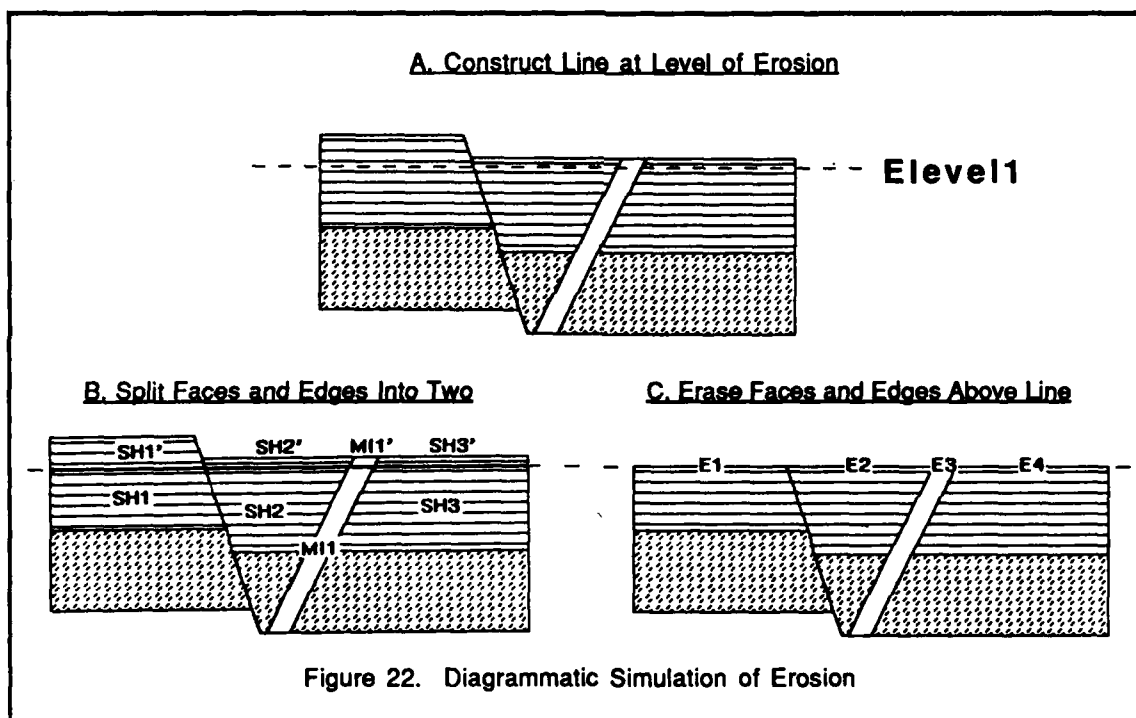 A. Construct Line at Level of Erosion
Elevel1
B. Split Faces and Edges Into Two
C. Erase Faces and Edges Above Line
SH1' SH2' MI1' SH3'
SH1 SH2 MI1 SH3
E1 E2 E3 E4
Figure 22. Diagrammatic Simulation of Erosion